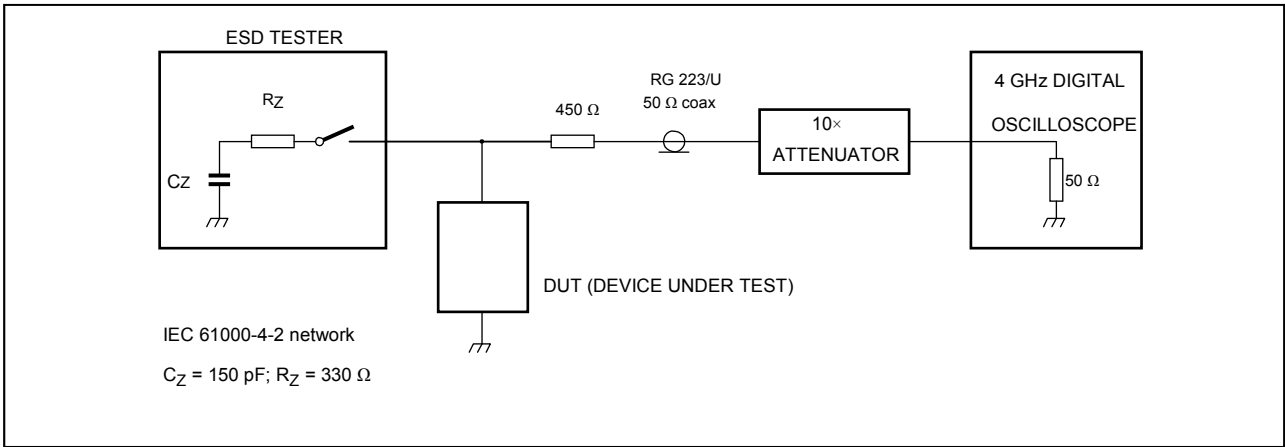 ESD TESTER
RZ
CZ
450 Ω
RG 223/U
50 Ω coax
10×
ATTENUATOR
4 GHz DIGITAL
OSCILLOSCOPE
50 Ω
DUT (DEVICE UNDER TEST)
IEC 61000-4-2 network
CZ = 150 pF; RZ = 330 Ω